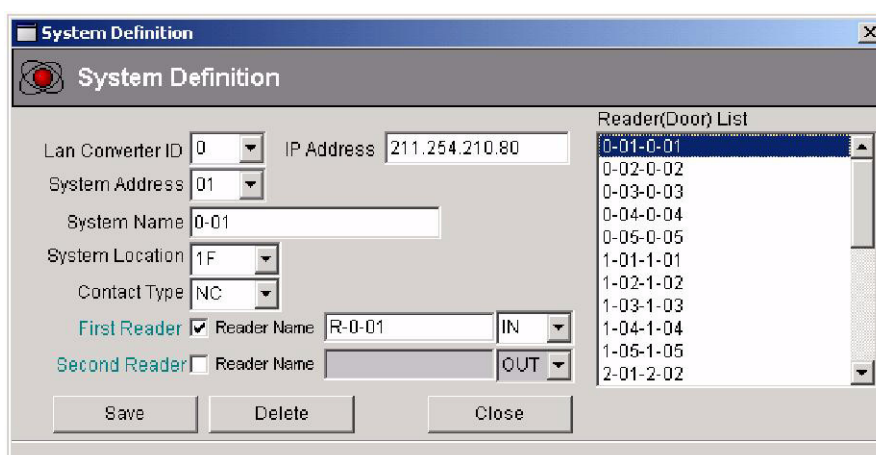 System Definition
System Definition
Lan Converter ID 0 IP Address 211.254.210.80
System Address 01
System Name 0-01
System Location 1F
Contact Type NC
First Reader Reader Name R-0-01 IN
Second Reader Reader Name OUT
Save Delete Close
Reader(Door) List
0-01-0-01
0-02-0-02
0-03-0-03
0-04-0-04
0-05-0-05
1-01-1-01
1-02-1-02
1-03-1-03
1-04-1-04
1-05-1-05
2-01-2-02